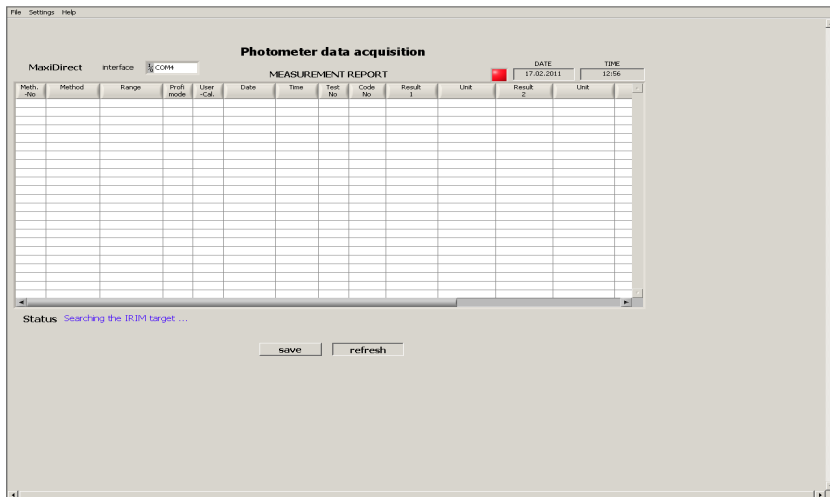 File Settings Help
Photometer data acquisition
MaxiDirect interface COM4
MEASUREMENT REPORT
DATE TIME
17.02.2011 12:56
Meth. -No Method Range Profi mode User -Cal. Date Time Test No Code No Result 1 Unit Result 2 Unit
Status Searching the IRIM target ...
save refresh